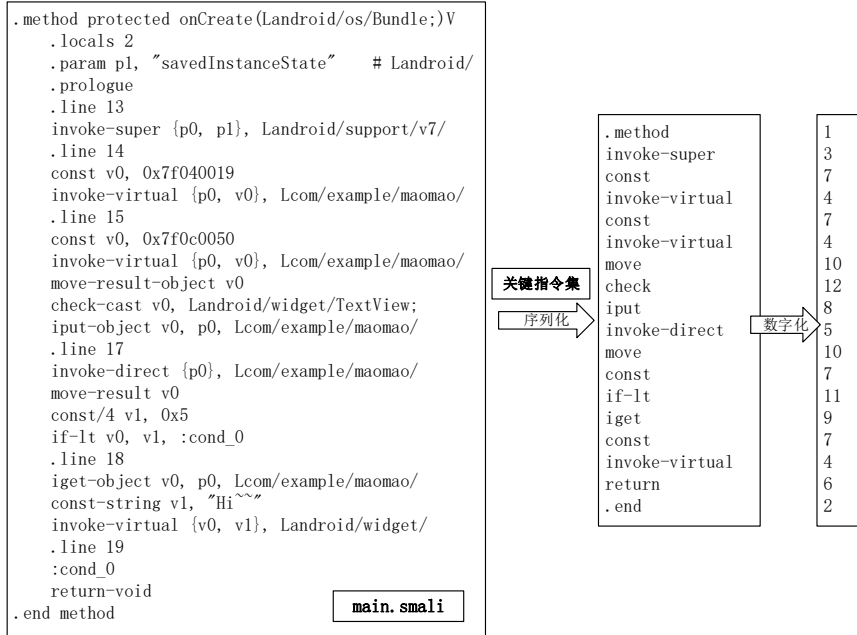 .method protected onCreate(Landroid/os/Bundle;)V
.locals 2
.param p1, "savedInstanceState" # Landroid/
.prologue
.line 13
invoke-super {p0, p1}, Landroid/support/v7/
.line 14
const v0, 0x7f040019
invoke-virtual {p0, v0}, Lcom/example/maomao/
.line 15
const v0, 0x7f0c0050
invoke-virtual {p0, v0}, Lcom/example/maomao/
move-result-object v0
check-cast v0, Landroid/widget/TextView;
iput-object v0, p0, Lcom/example/maomao/
.line 17
invoke-direct {p0}, Lcom/example/maomao/
move-result v0
const/4 v1, 0x5
if-lt v0, v1, :cond_0
.line 18
iget-object v0, p0, Lcom/example/maomao/
const-string v1, "Hi~~"
invoke-virtual {v0, v1}, Landroid/widget/
.line 19
:cond_0
return-void
.end method
main.smali
关键指令集
序列化
.method
invoke-super
const
invoke-virtual
const
invoke-virtual
move
check
iput
invoke-direct
move
const
if-lt
iget
const
invoke-virtual
return
.end
数字化
1
3
7
4
7
4
10
12
8
5
10
7
11
9
7
4
6
2